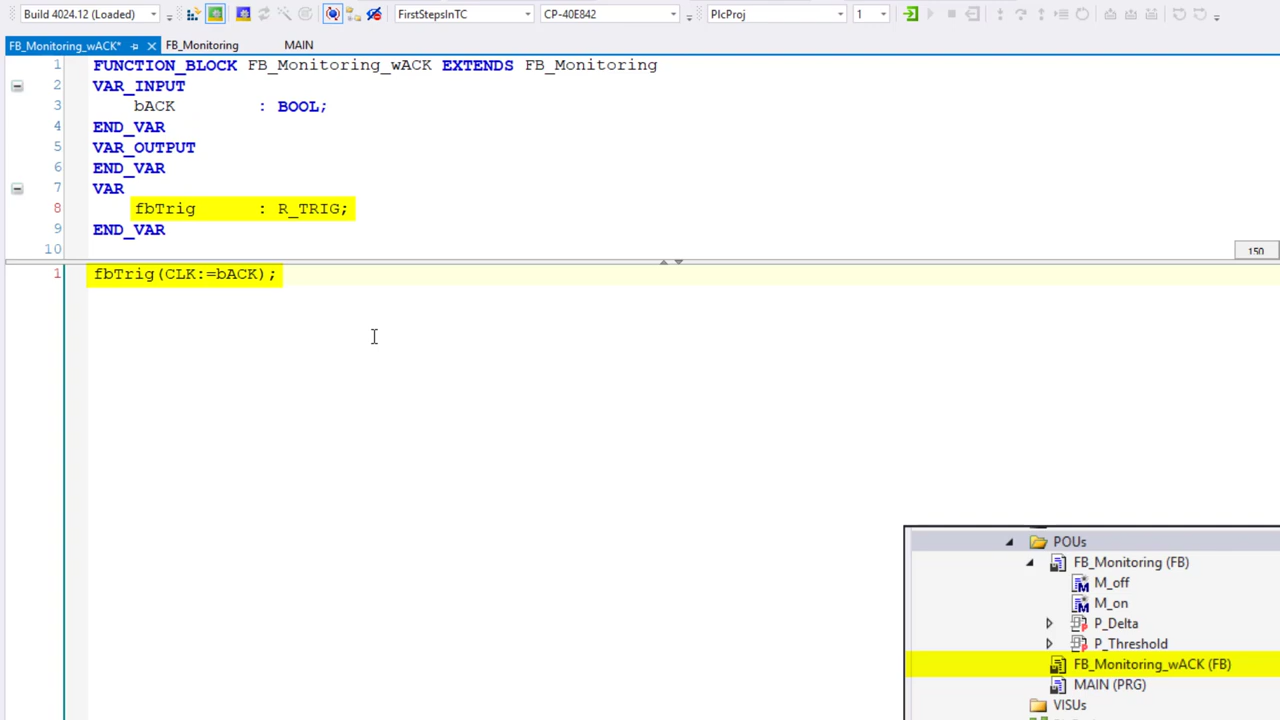 Build 4024.12 (Loaded) FirstStepsInTC CP-40E842 PlcProj 1
FB_Monitoring_wACK* FB_Monitoring MAIN
1 FUNCTION_BLOCK FB_Monitoring_wACK EXTENDS FB_Monitoring
2 VAR_INPUT
3 bACK : BOOL;
4 END_VAR
5 VAR_OUTPUT
6 END_VAR
7 VAR
8 fbTrig : R_TRIG;
9 END_VAR
10
150
1 fbTrig(CLK:=bACK);
POUs
FB_Monitoring (FB)
M_off
M_on
P_Delta
P_Threshold
FB_Monitoring_wACK (FB)
MAIN (PRG)
VISUs